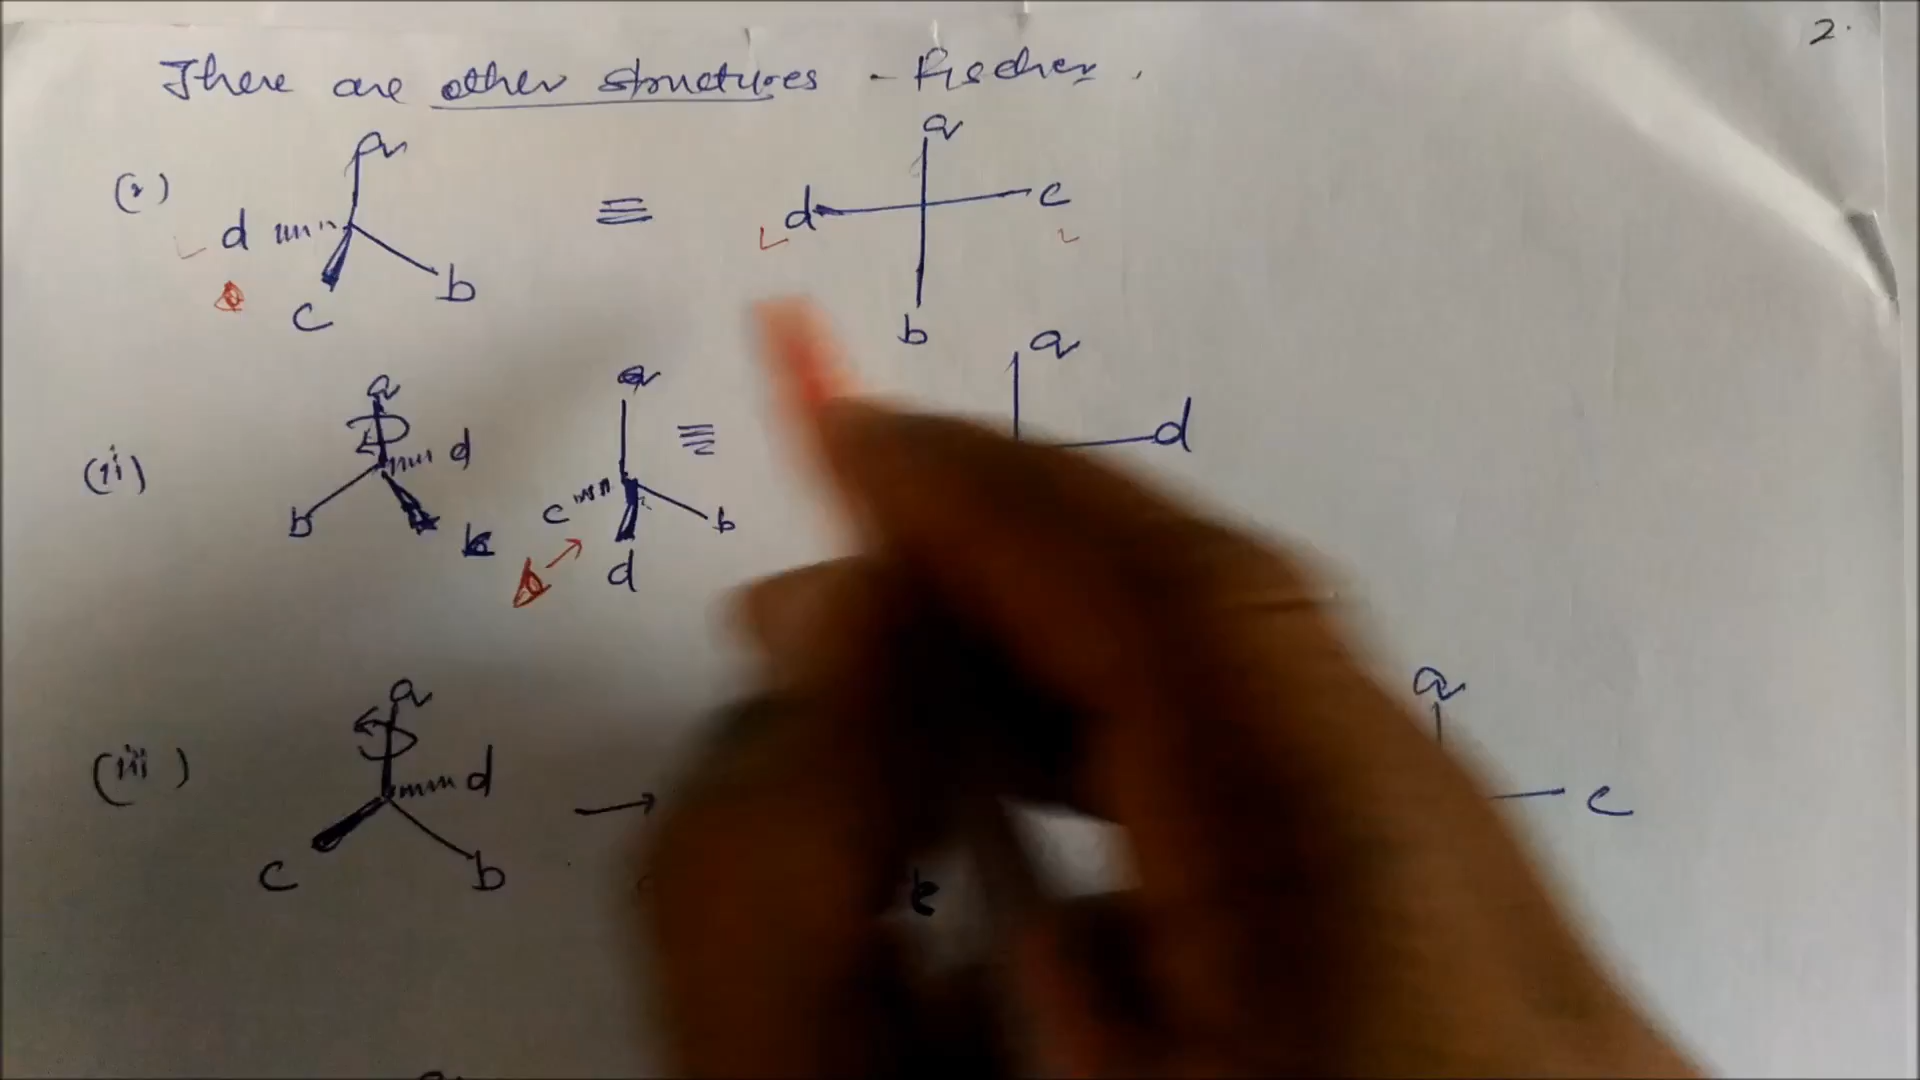 2.
There are other structures - Fischer.
(i)
a
d
c
b
≡
a
d
c
b
(ii)
a
d
b
a
c
b
d
≡
a
d
(iii)
a
d
c
b
→
a
c